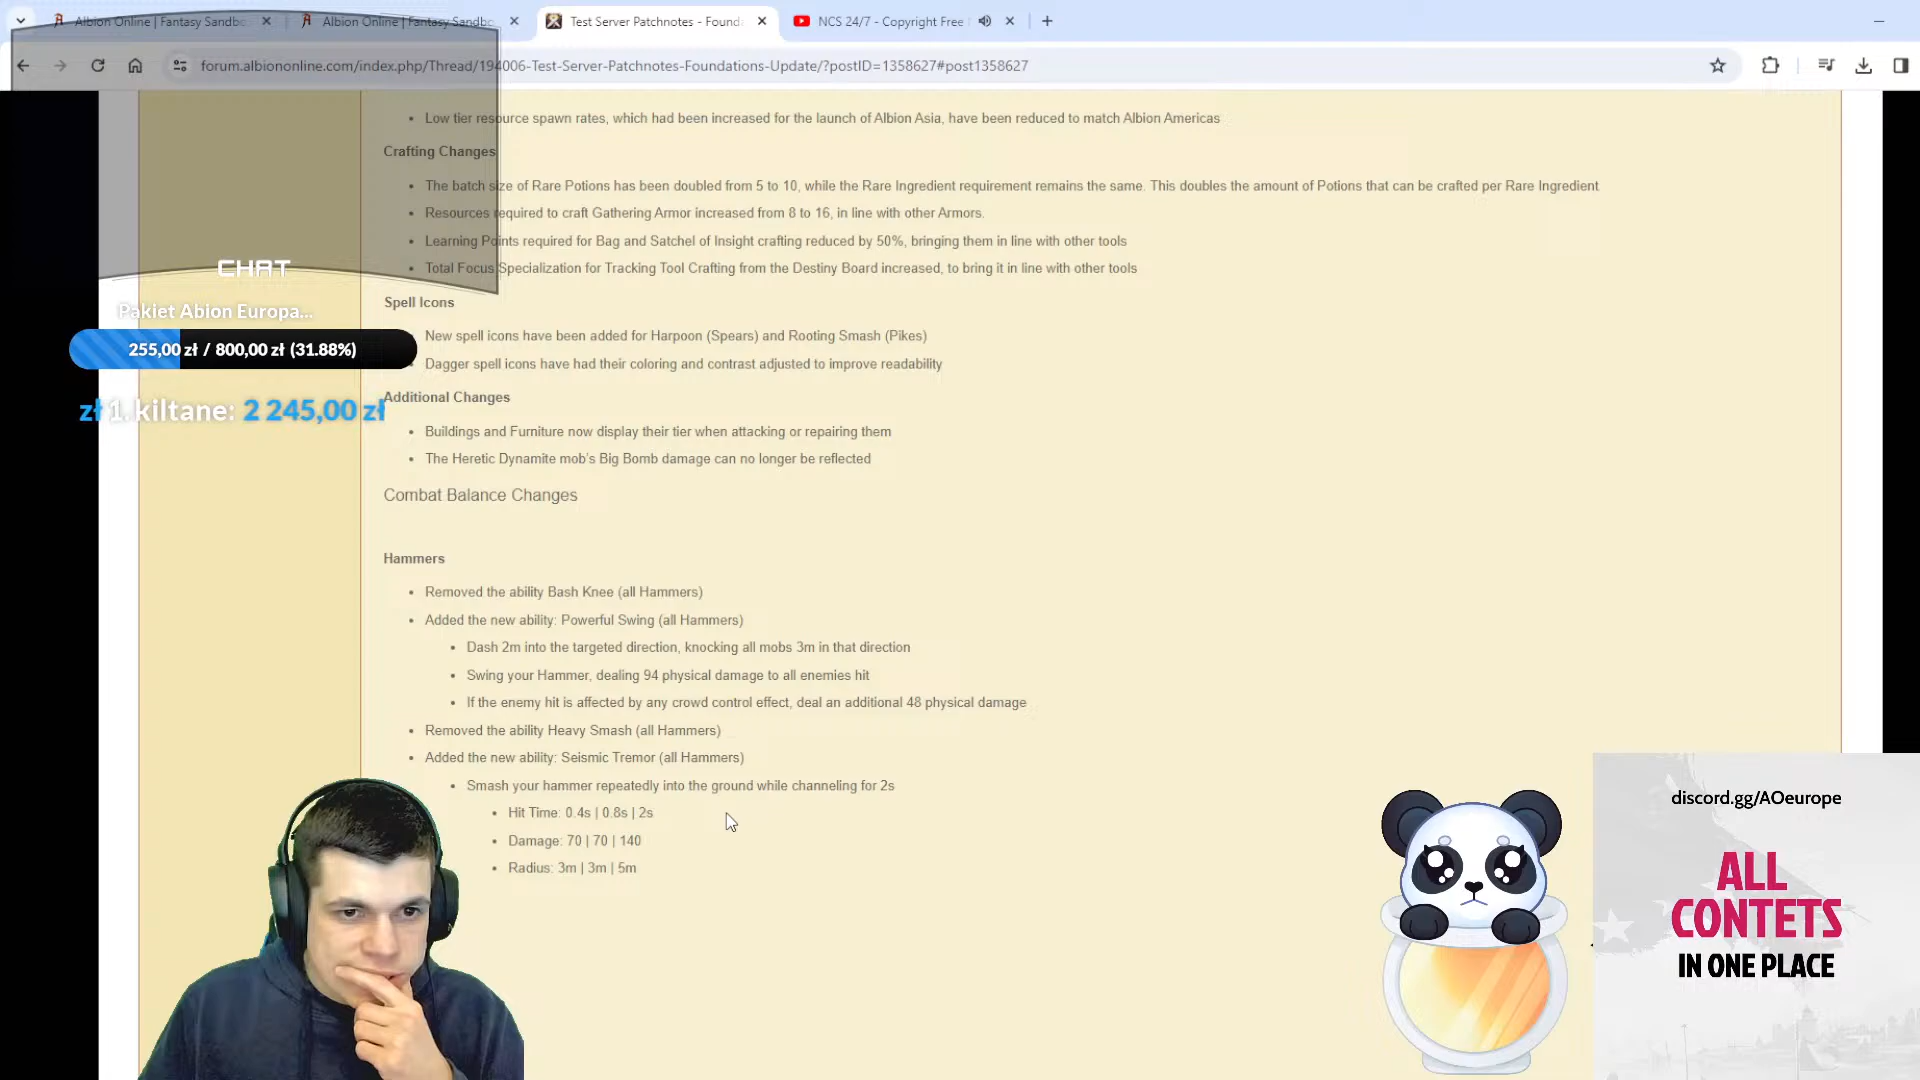 Albion Online | Fantasy Sandbo
Albion Online | Fantasy Sandbo
Test Server Patchnotes - Found
NCS 24/7 - Copyright Free
forum.albiononline.com/index.php/Thread/194006-Test-Server-Patchnotes-Foundations-Update/?postID=1358627#post1358627
Low tier resource spawn rates, which had been increased for the launch of Albion Asia, have been reduced to match Albion Americas
Crafting Changes
The batch size of Rare Potions has been doubled from 5 to 10, while the Rare Ingredient requirement remains the same. This doubles the amount of Potions that can be crafted per Rare Ingredient
Resources required to craft Gathering Armor increased from 8 to 16, in line with other Armors.
Learning Points required for Bag and Satchel of Insight crafting reduced by 50%, bringing them in line with other tools
Total Focus Specialization for Tracking Tool Crafting from the Destiny Board increased, to bring it in line with other tools
CHAT
Spell Icons
Pakiet Abion Europa...
New spell icons have been added for Harpoon (Spears) and Rooting Smash (Pikes)
255,00 zł / 800,00 zł (31.88%)
Dagger spell icons have had their coloring and contrast adjusted to improve readability
Additional Changes
zł 1. kiltane: 2 245,00 zł
Buildings and Furniture now display their tier when attacking or repairing them
The Heretic Dynamite mob's Big Bomb damage can no longer be reflected
Combat Balance Changes
Hammers
Removed the ability Bash Knee (all Hammers)
Added the new ability: Powerful Swing (all Hammers)
Dash 2m into the targeted direction, knocking all mobs 3m in that direction
Swing your Hammer, dealing 94 physical damage to all enemies hit
If the enemy hit is affected by any crowd control effect, deal an additional 48 physical damage
Removed the ability Heavy Smash (all Hammers)
Added the new ability: Seismic Tremor (all Hammers)
Smash your hammer repeatedly into the ground while channeling for 2s
Hit Time: 0.4s | 0.8s | 2s
Damage: 70 | 70 | 140
Radius: 3m | 3m | 5m
discord.gg/AOeurope
ALL
CONTETS
IN ONE PLACE